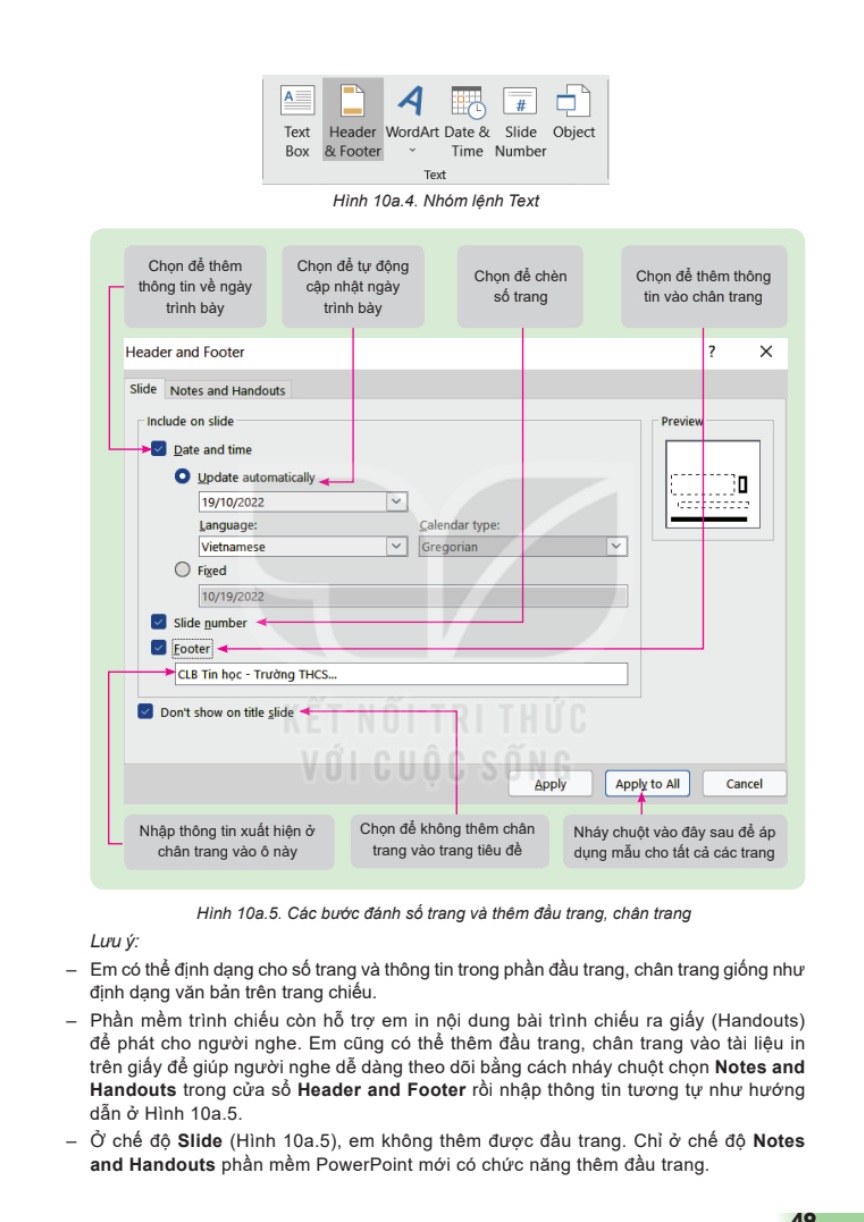 Text Box
Header & Footer
WordArt
Date & Time
Slide Number
Object
Text
Hình 10a.4. Nhóm lệnh Text
Chọn để thêm
thông tin về ngày
trình bày
Chọn để tự động
cập nhật ngày
trình bày
Chọn để chèn
số trang
Chọn để thêm thông
tin vào chân trang
Header and Footer ? X
Slide Notes and Handouts
Include on slide
Preview
Date and time
Update automatically
19/10/2022
Language: Calendar type:
Vietnamese Gregorian
Fixed
10/19/2022
Slide number
Footer
CLB Tin học - Trường THCS...
Don't show on title slide
KẾT NỐI TRI THỨC
VỚI CUỘC SỐNG
Apply Apply to All Cancel
Nhập thông tin xuất hiện ở
chân trang vào ô này
Chọn để không thêm chân
trang vào trang tiêu đề
Nháy chuột vào đây sau để áp
dụng mẫu cho tất cả các trang
Hình 10a.5. Các bước đánh số trang và thêm đầu trang, chân trang
Lưu ý:
– Em có thể định dạng cho số trang và thông tin trong phần đầu trang, chân trang giống như
định dạng văn bản trên trang chiếu.
– Phần mềm trình chiếu còn hỗ trợ em in nội dung bài trình chiếu ra giấy (Handouts)
để phát cho người nghe. Em cũng có thể thêm đầu trang, chân trang vào tài liệu in
trên giấy để giúp người nghe dễ dàng theo dõi bằng cách nháy chuột chọn Notes and
Handouts trong cửa sổ Header and Footer rồi nhập thông tin tương tự như hướng
dẫn ở Hình 10a.5.
– Ở chế độ Slide (Hình 10a.5), em không thêm được đầu trang. Chỉ ở chế độ Notes
and Handouts phần mềm PowerPoint mới có chức năng thêm đầu trang.